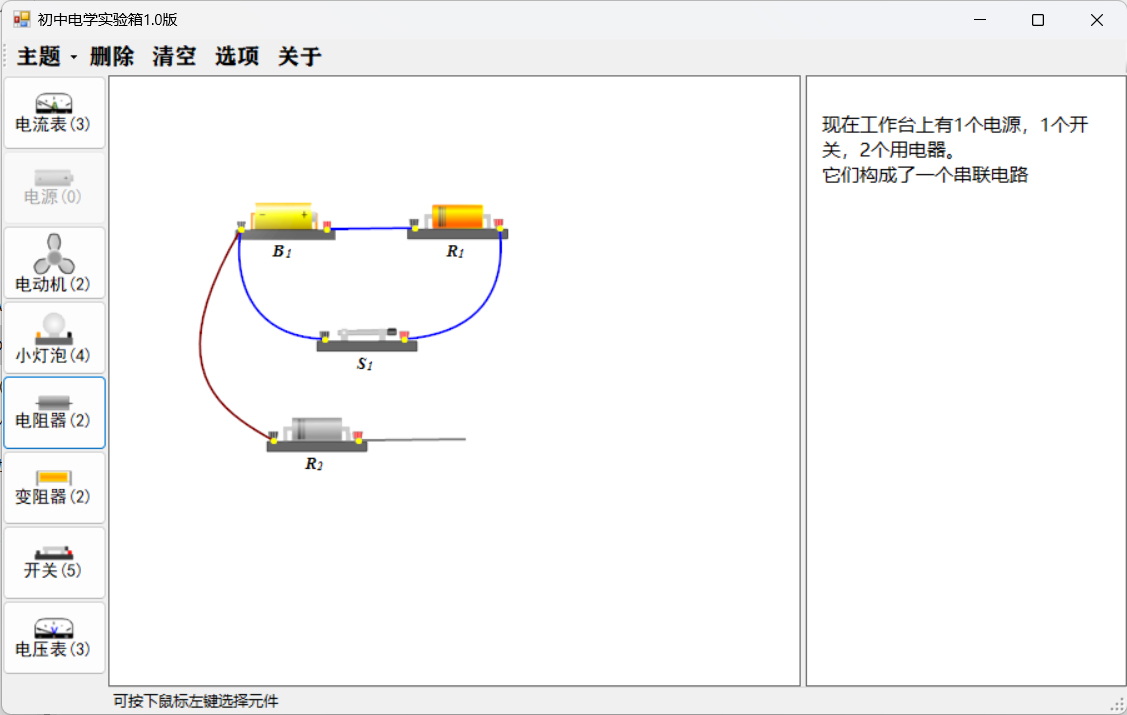 初中电学实验箱1.0版
主题 删除 清空 选项 关于
电流表(3)
电源(0)
电动机(2)
小灯泡(4)
电阻器(2)
变阻器(2)
开关(5)
电压表(3)
B1
R1
S1
R2
现在工作台上有1个电源，1个开
关，2个用电器。
它们构成了一个串联电路
可按下鼠标左键选择元件